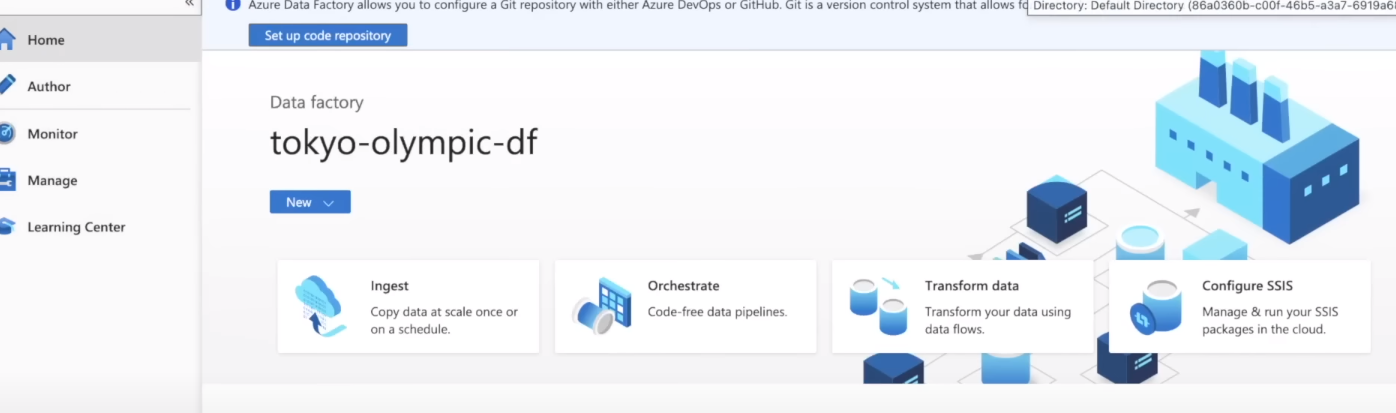 «
Azure Data Factory allows you to configure a Git repository with either Azure DevOps or GitHub. Git is a version control system that allows
Directory: Default Directory (86a0360b-c00f-46b5-a3a7-6919a6
Set up code repository
Home
Author
Monitor
Manage
Learning Center
Data factory
tokyo-olympic-df
New
Ingest
Copy data at scale once or
on a schedule.
Orchestrate
Code-free data pipelines.
Transform data
Transform your data using
data flows.
Configure SSIS
Manage & run your SSIS
packages in the cloud.